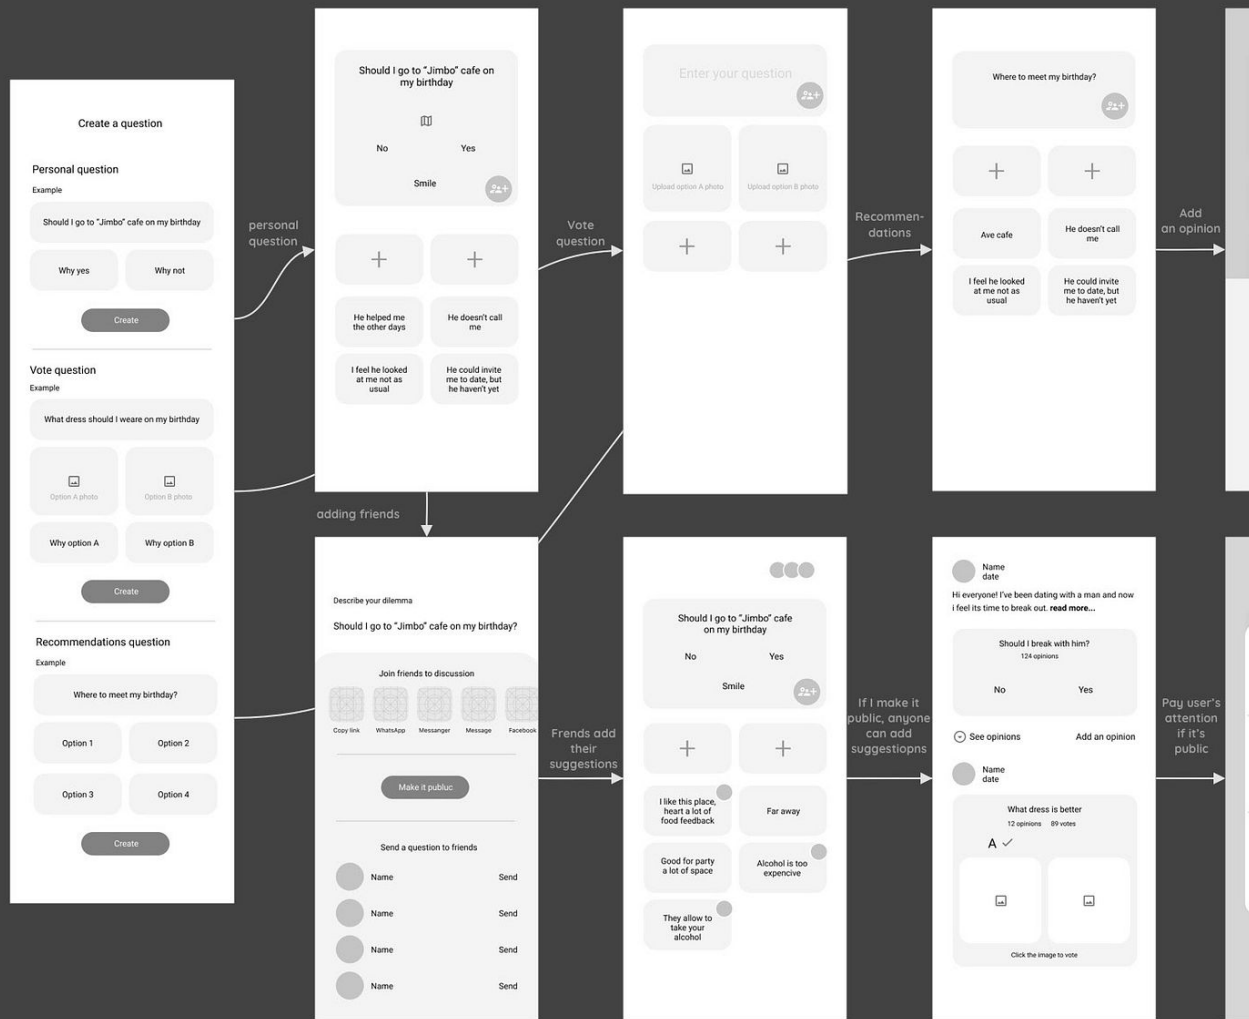 Create a question
Personal question
Example
Should I go to “Jimbo” cafe on my birthday
Why yes
Why not
Create
Vote question
Example
What dress should I weare on my birthday
Option A photo
Option B photo
Why option A
Why option B
Create
Recommendations question
Example
Where to meet my birthday?
Option 1
Option 2
Option 3
Option 4
Create
personal
question
Should I go to “Jimbo” cafe on
my birthday
No
Yes
Smile
He helped me
the other days
He doesn't call
me
I feel he looked
at me not as
usual
He could invite
me to date, but
he haven't yet
Vote
question
Enter your question
Upload option A photo
Upload option B photo
Recommen-
dations
Where to meet my birthday?
Ave cafe
He doesn't call
me
I feel he looked
at me not as
usual
He could invite
me to date, but
he haven't yet
Add
an opinion
adding friends
Describe your dilemma
Should I go to “Jimbo” cafe on my birthday?
Join friends to discussion
Copy link
WhatsApp
Messanger
Message
Facebook
Make it publuc
Send a question to friends
Name
Send
Name
Send
Name
Send
Name
Send
Frends add
their
suggestions
Should I go to “Jimbo” cafe
on my birthday
No
Yes
Smile
I like this place,
heart a lot of
food feedback
Far away
Good for party
a lot of space
Alcohol is too
expencive
They allow to
take your
alcohol
If I make it
public, anyone
can add
suggestiopns
Name
date
Hi everyone! I've been dating with a man and now
i feel its time to break out. read more...
Should I break with him?
124 opinions
No
Yes
See opinions
Add an opinion
Name
date
What dress is better
12 opinions
89 votes
A
Click the image to vote
Pay user's
attention
if it's
public